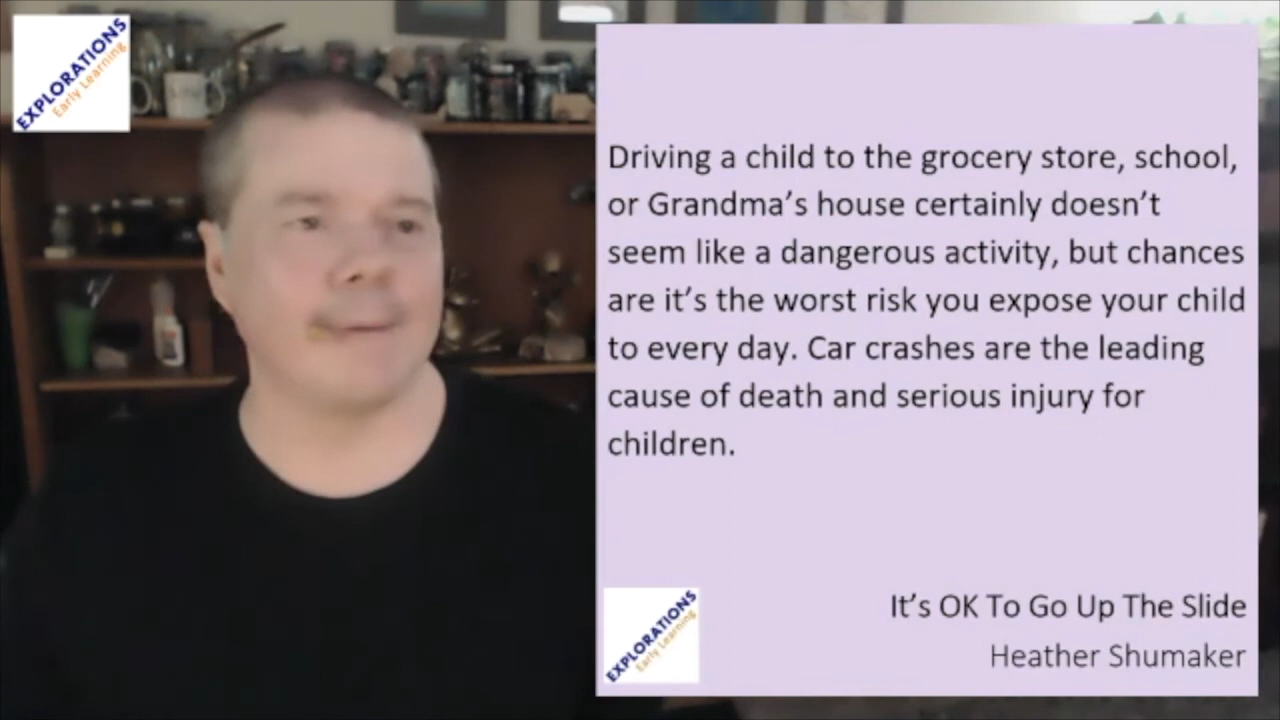 EXPLORATIONS
Early Learning
Driving a child to the grocery store, school,
or Grandma’s house certainly doesn’t
seem like a dangerous activity, but chances
are it’s the worst risk you expose your child
to every day. Car crashes are the leading
cause of death and serious injury for
children.
It’s OK To Go Up The Slide
Heather Shumaker
EXPLORATIONS
Early Learning